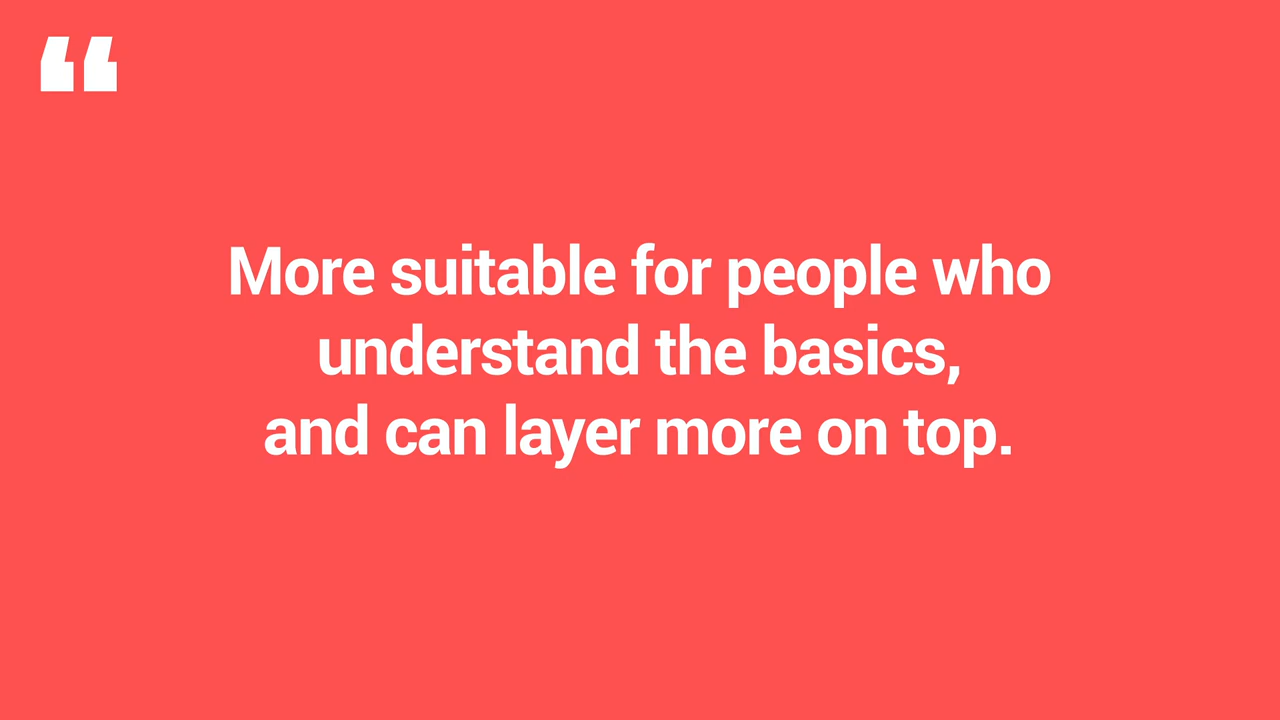 “
More suitable for people who
understand the basics,
and can layer more on top.